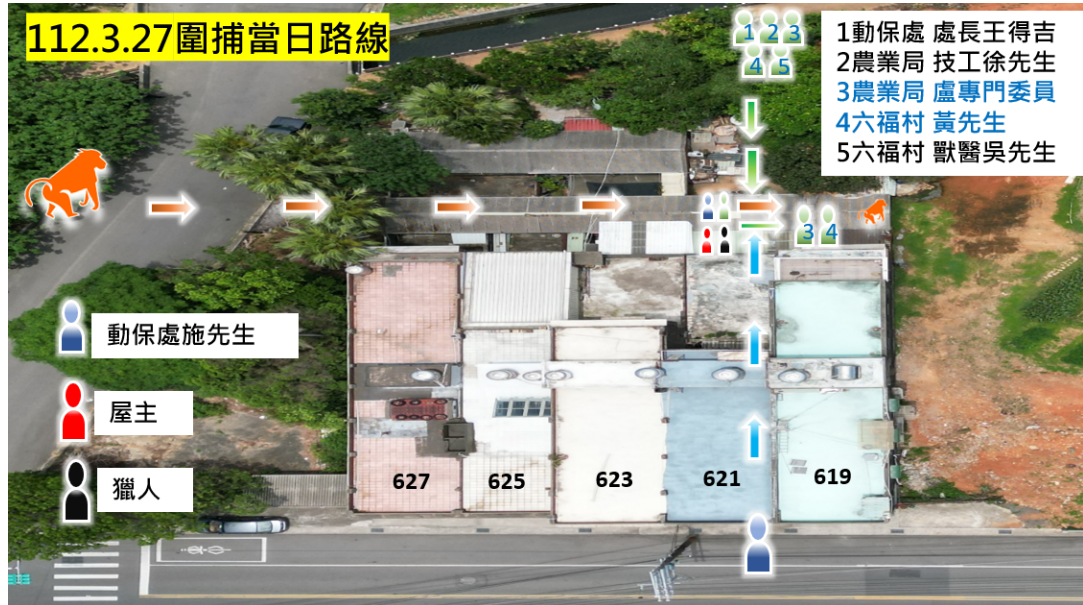 112.3.27圍捕當日路線
1 2 3
4 5
1動保處 處長王得吉
2農業局 技工徐先生
3農業局 盧專門委員
4六福村 黃先生
5六福村 獸醫吳先生
3 4
動保處施先生
屋主
獵人
627 625 623 621 619